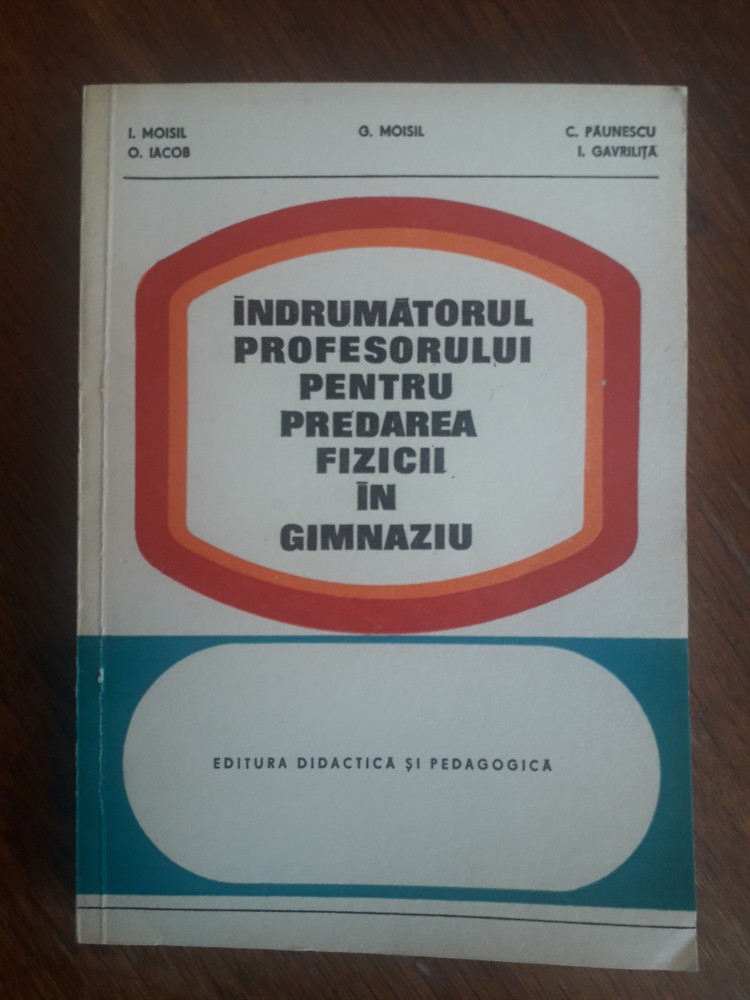 I. MOISIL G. MOISIL C. PĂUNESCU
O. IACOB I. GAVRILIȚĂ
ÎNDRUMĂTORUL
PROFESORULUI
PENTRU
PREDAREA
FIZICII
ÎN
GIMNAZIU
EDITURA DIDACTICĂ ȘI PEDAGOGICĂ